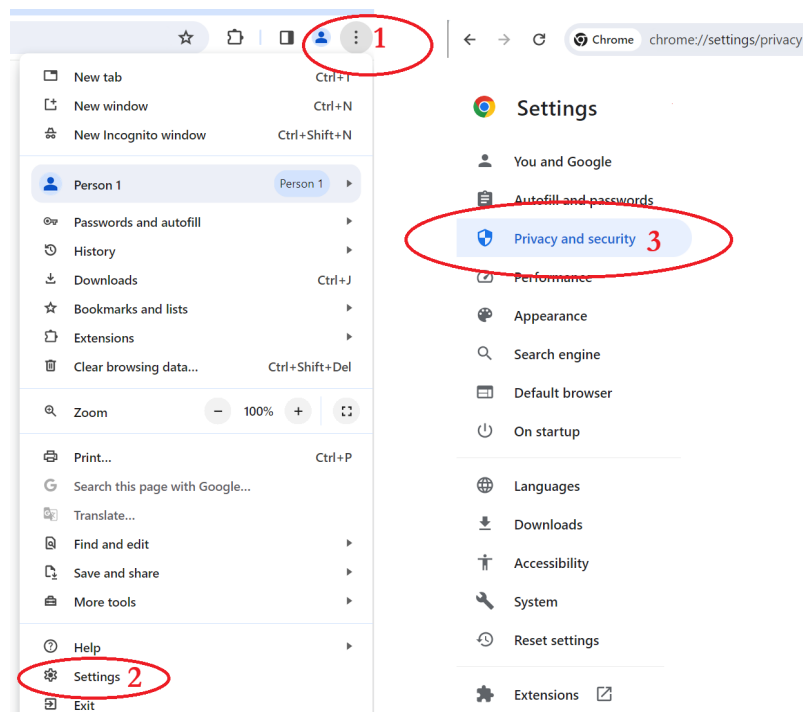 1
New tab Ctrl+T
New window Ctrl+N
New Incognito window Ctrl+Shift+N
Person 1 Person 1
Passwords and autofill
History
Downloads Ctrl+J
Bookmarks and lists
Extensions
Clear browsing data... Ctrl+Shift+Del
Zoom - 100% +
Print... Ctrl+P
G Search this page with Google...
Translate...
Find and edit
Save and share
More tools
Help
Settings 2
Exit
Chrome chrome://settings/privacy
Settings
You and Google
Autofill and passwords
Privacy and security 3
Performance
Appearance
Search engine
Default browser
On startup
Languages
Downloads
Accessibility
System
Reset settings
Extensions